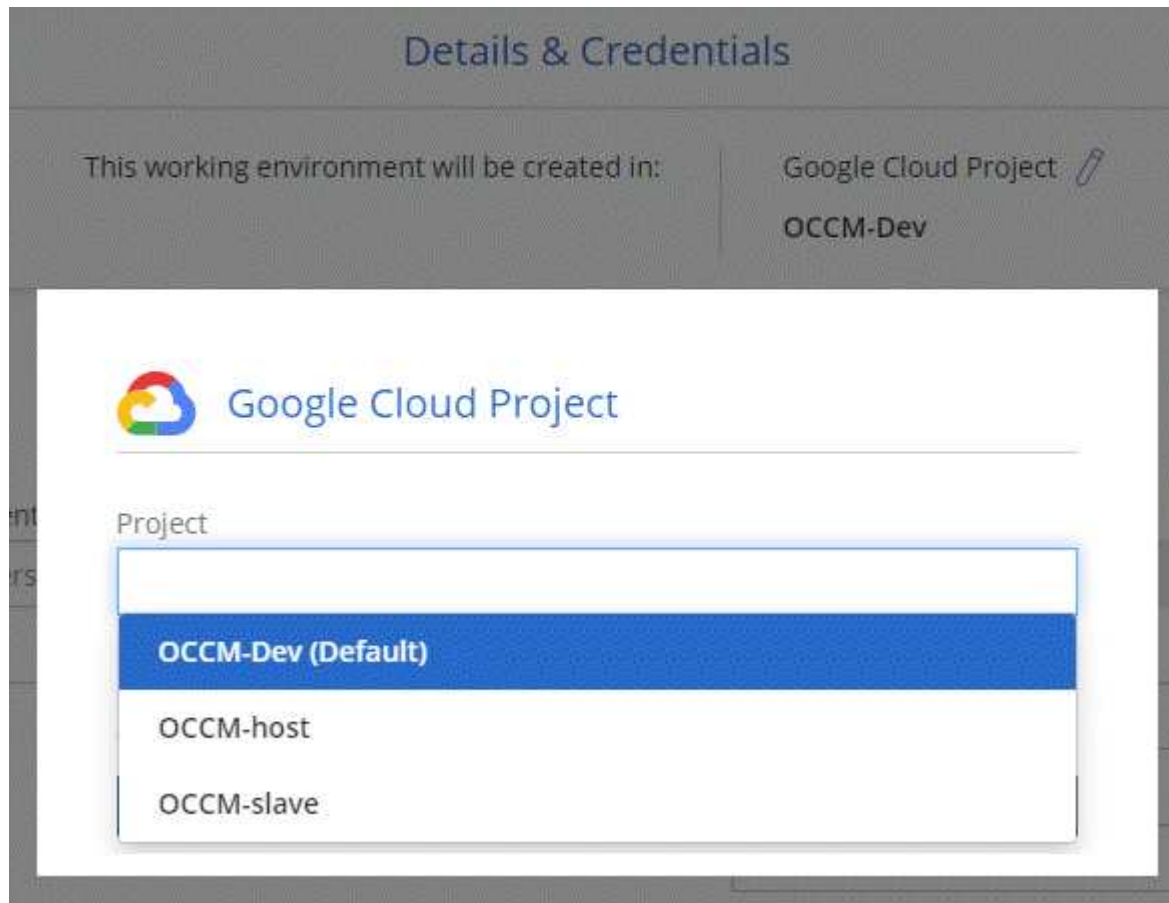 Details & Credentials
This working environment will be created in:
Google Cloud Project
OCCM-Dev
Google Cloud Project
Project
OCCM-Dev (Default)
OCCM-host
OCCM-slave